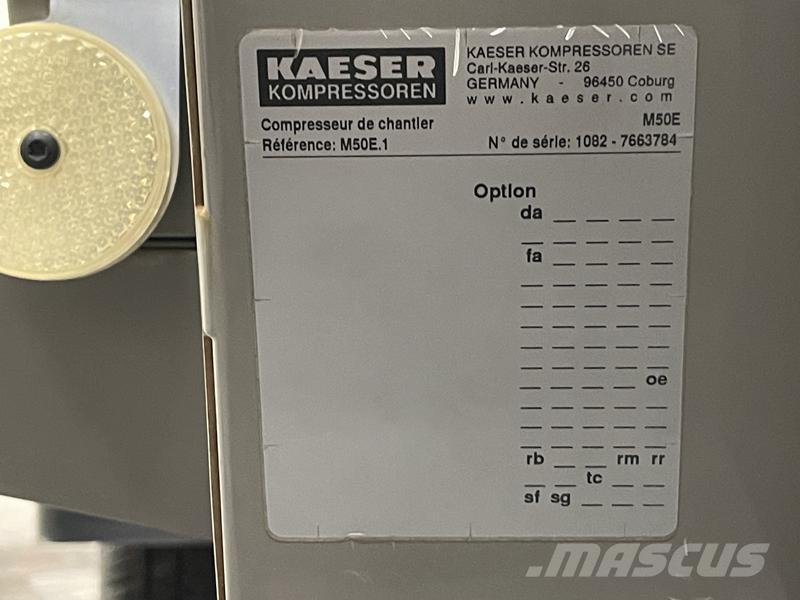 KAESER
KOMPRESSOREN
KAESER KOMPRESSOREN SE
Carl-Kaeser-Str. 26
GERMANY - 96450 Coburg
www.kaeser.com
Compresseur de chantier M50E
Référence: M50E.1 N° de série: 1082 - 7663784
Option
da _ _ _ _
_ _ _ _ _
fa _ _ _ _
_ _ _ _ _
_ _ _ _ _
_ _ _ _ _
_ _ _ _ _
_ _ _ _ _
_ _ _ _ oe
_ _ _ _ _
_ _ _ _ _
_ _ _ _ _
rb _ _ rm rr
_ _ tc _ _
sf sg _ _ _
MASCUS